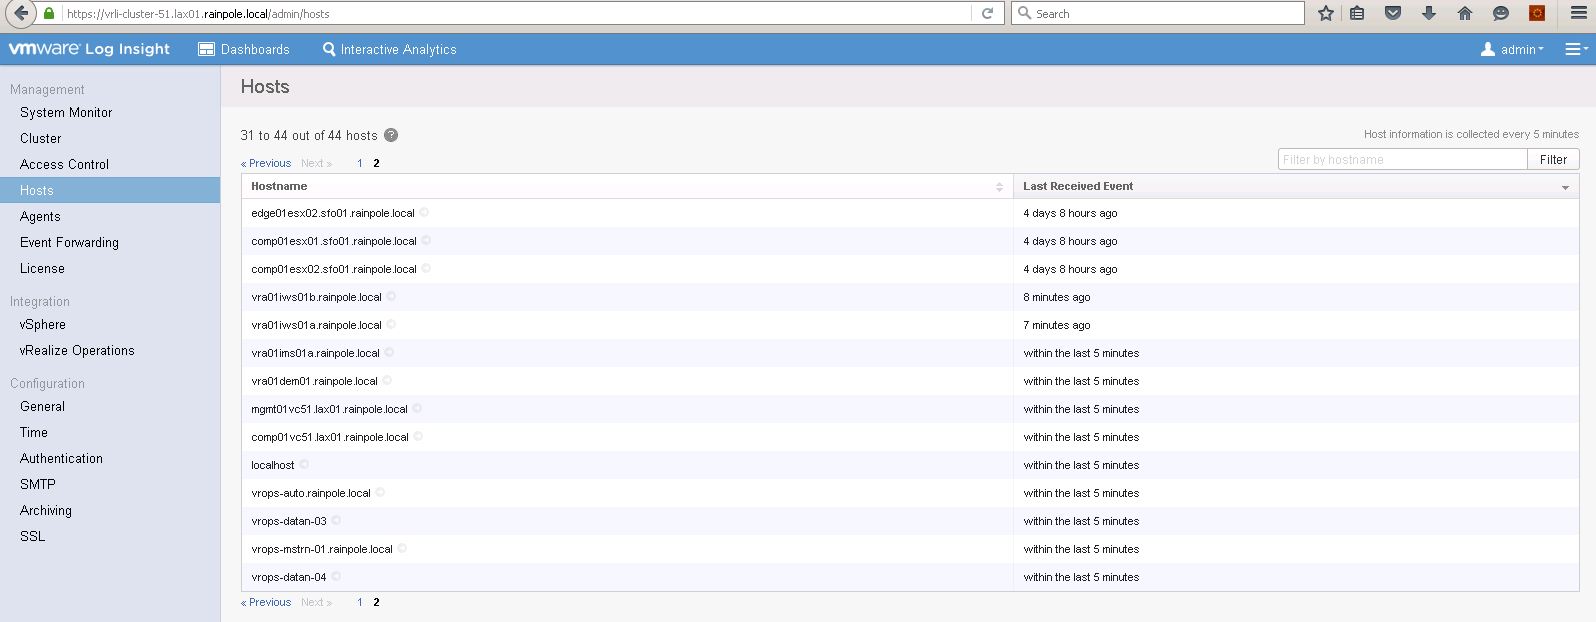 https://vrli-cluster-51.lax01.rainpole.local/admin/hosts
Search
vmware Log Insight
Dashboards
Interactive Analytics
admin
Management
System Monitor
Cluster
Access Control
Hosts
Agents
Event Forwarding
License
Integration
vSphere
vRealize Operations
Configuration
General
Time
Authentication
SMTP
Archiving
SSL
Hosts
31 to 44 out of 44 hosts ?
Host information is collected every 5 minutes
« Previous Next » 1 2
Filter by hostname Filter
Hostname Last Received Event
edge01esx02.sfo01.rainpole.local 4 days 8 hours ago
comp01esx01.sfo01.rainpole.local 4 days 8 hours ago
comp01esx02.sfo01.rainpole.local 4 days 8 hours ago
vra01iws01b.rainpole.local 8 minutes ago
vra01iws01a.rainpole.local 7 minutes ago
vra01ims01a.rainpole.local within the last 5 minutes
vra01dem01.rainpole.local within the last 5 minutes
mgmt01vc51.lax01.rainpole.local within the last 5 minutes
comp01vc51.lax01.rainpole.local within the last 5 minutes
localhost within the last 5 minutes
vrops-auto.rainpole.local within the last 5 minutes
vrops-datan-03 within the last 5 minutes
vrops-mstrn-01.rainpole.local within the last 5 minutes
vrops-datan-04 within the last 5 minutes
« Previous Next » 1 2